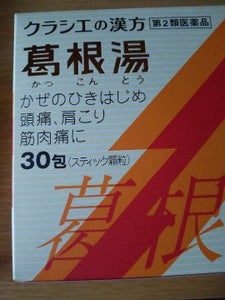 クラシエの漢方
第2類医薬品
葛根湯
かっこんとう
かぜのひきはじめ
頭痛、肩こり
筋肉痛に
30包(スティック顆粒)
葛根